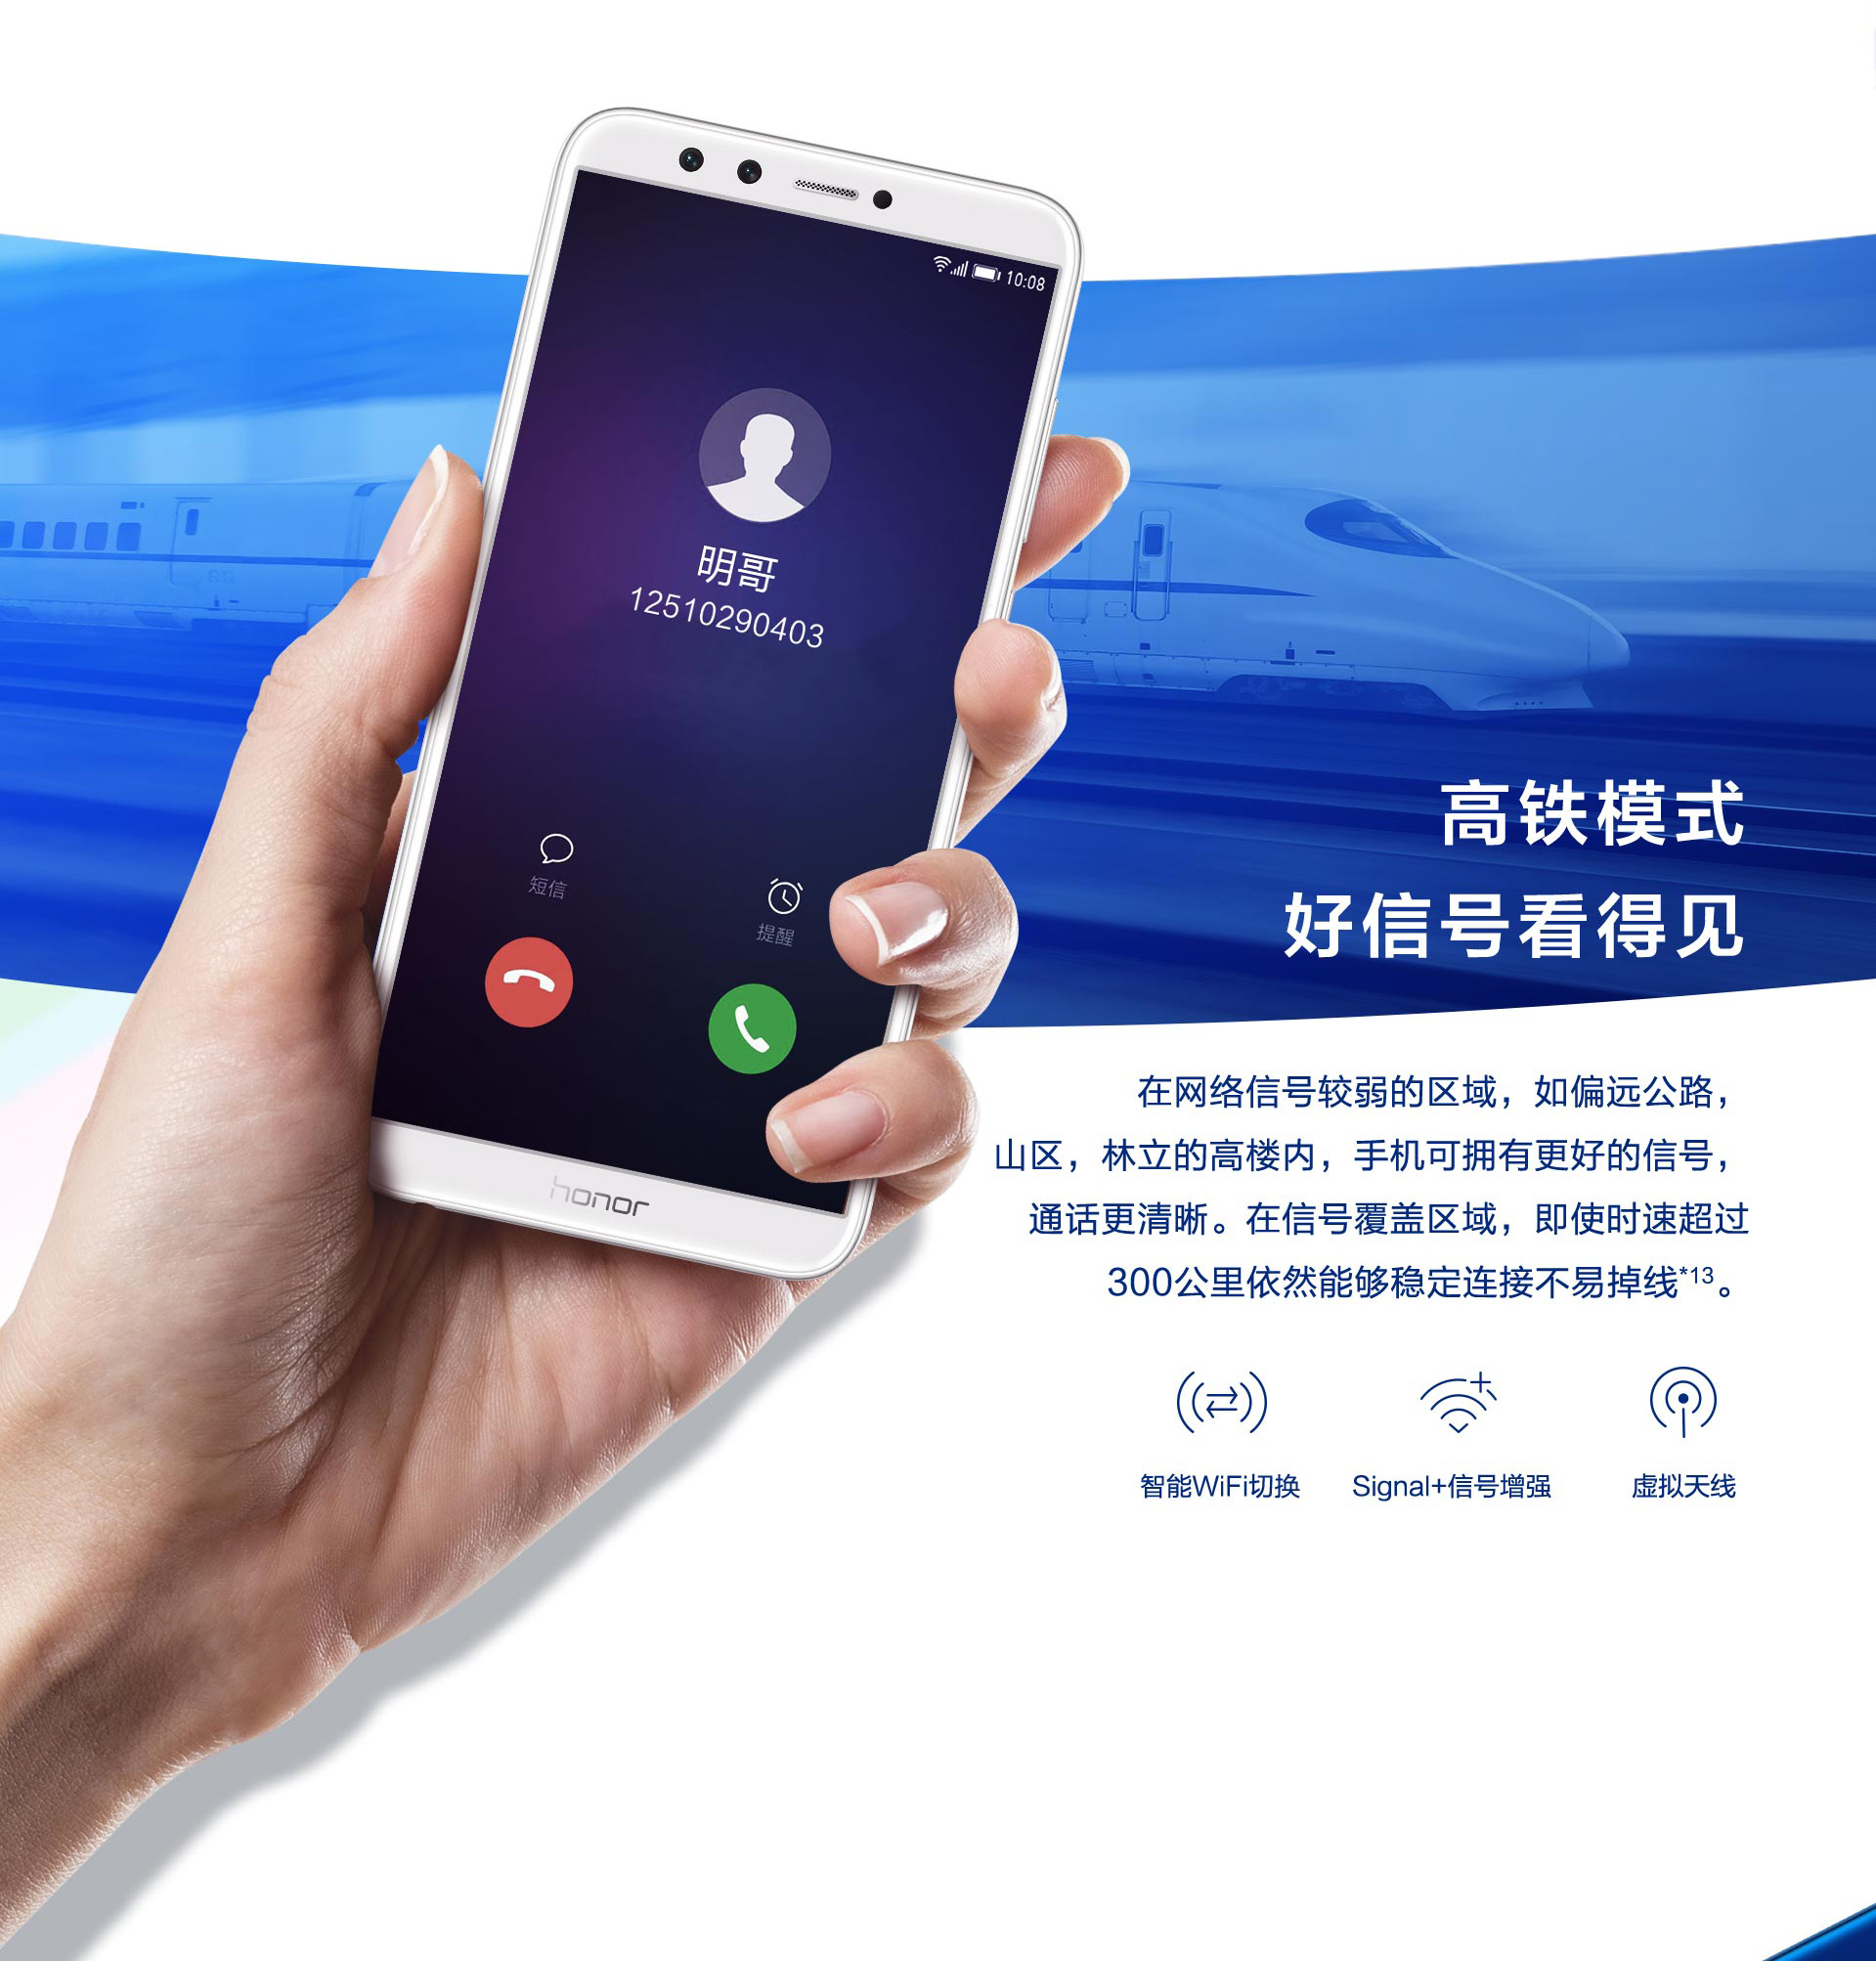 10:08
明哥
12510290403
短信
提醒
honor
高铁模式
好信号看得见
在网络信号较弱的区域，如偏远公路，
山区，林立的高楼内，手机可拥有更好的信号，
通话更清晰。在信号覆盖区域，即使时速超过
300公里依然能够稳定连接不易掉线*13。
智能WiFi切换
Signal+信号增强
虚拟天线